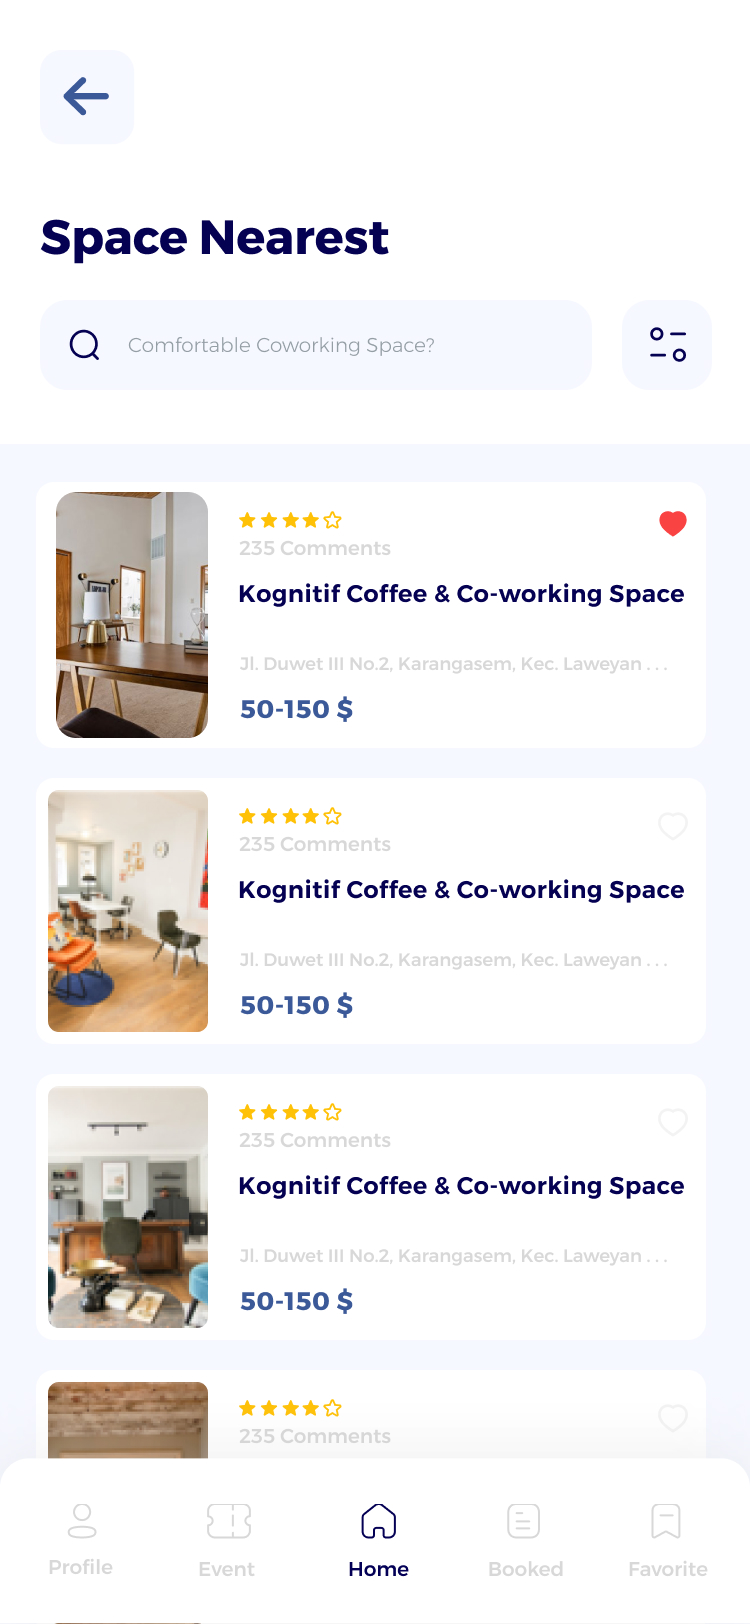 Space Nearest
Comfortable Coworking Space?
235 Comments
Kognitif Coffee & Co-working Space
Jl. Duwet III No.2, Karangasem, Kec. Laweyan . . .
50-150 $
235 Comments
Kognitif Coffee & Co-working Space
Jl. Duwet III No.2, Karangasem, Kec. Laweyan . . .
50-150 $
235 Comments
Kognitif Coffee & Co-working Space
Jl. Duwet III No.2, Karangasem, Kec. Laweyan . . .
50-150 $
235 Comments
Profile Event Home Booked Favorite